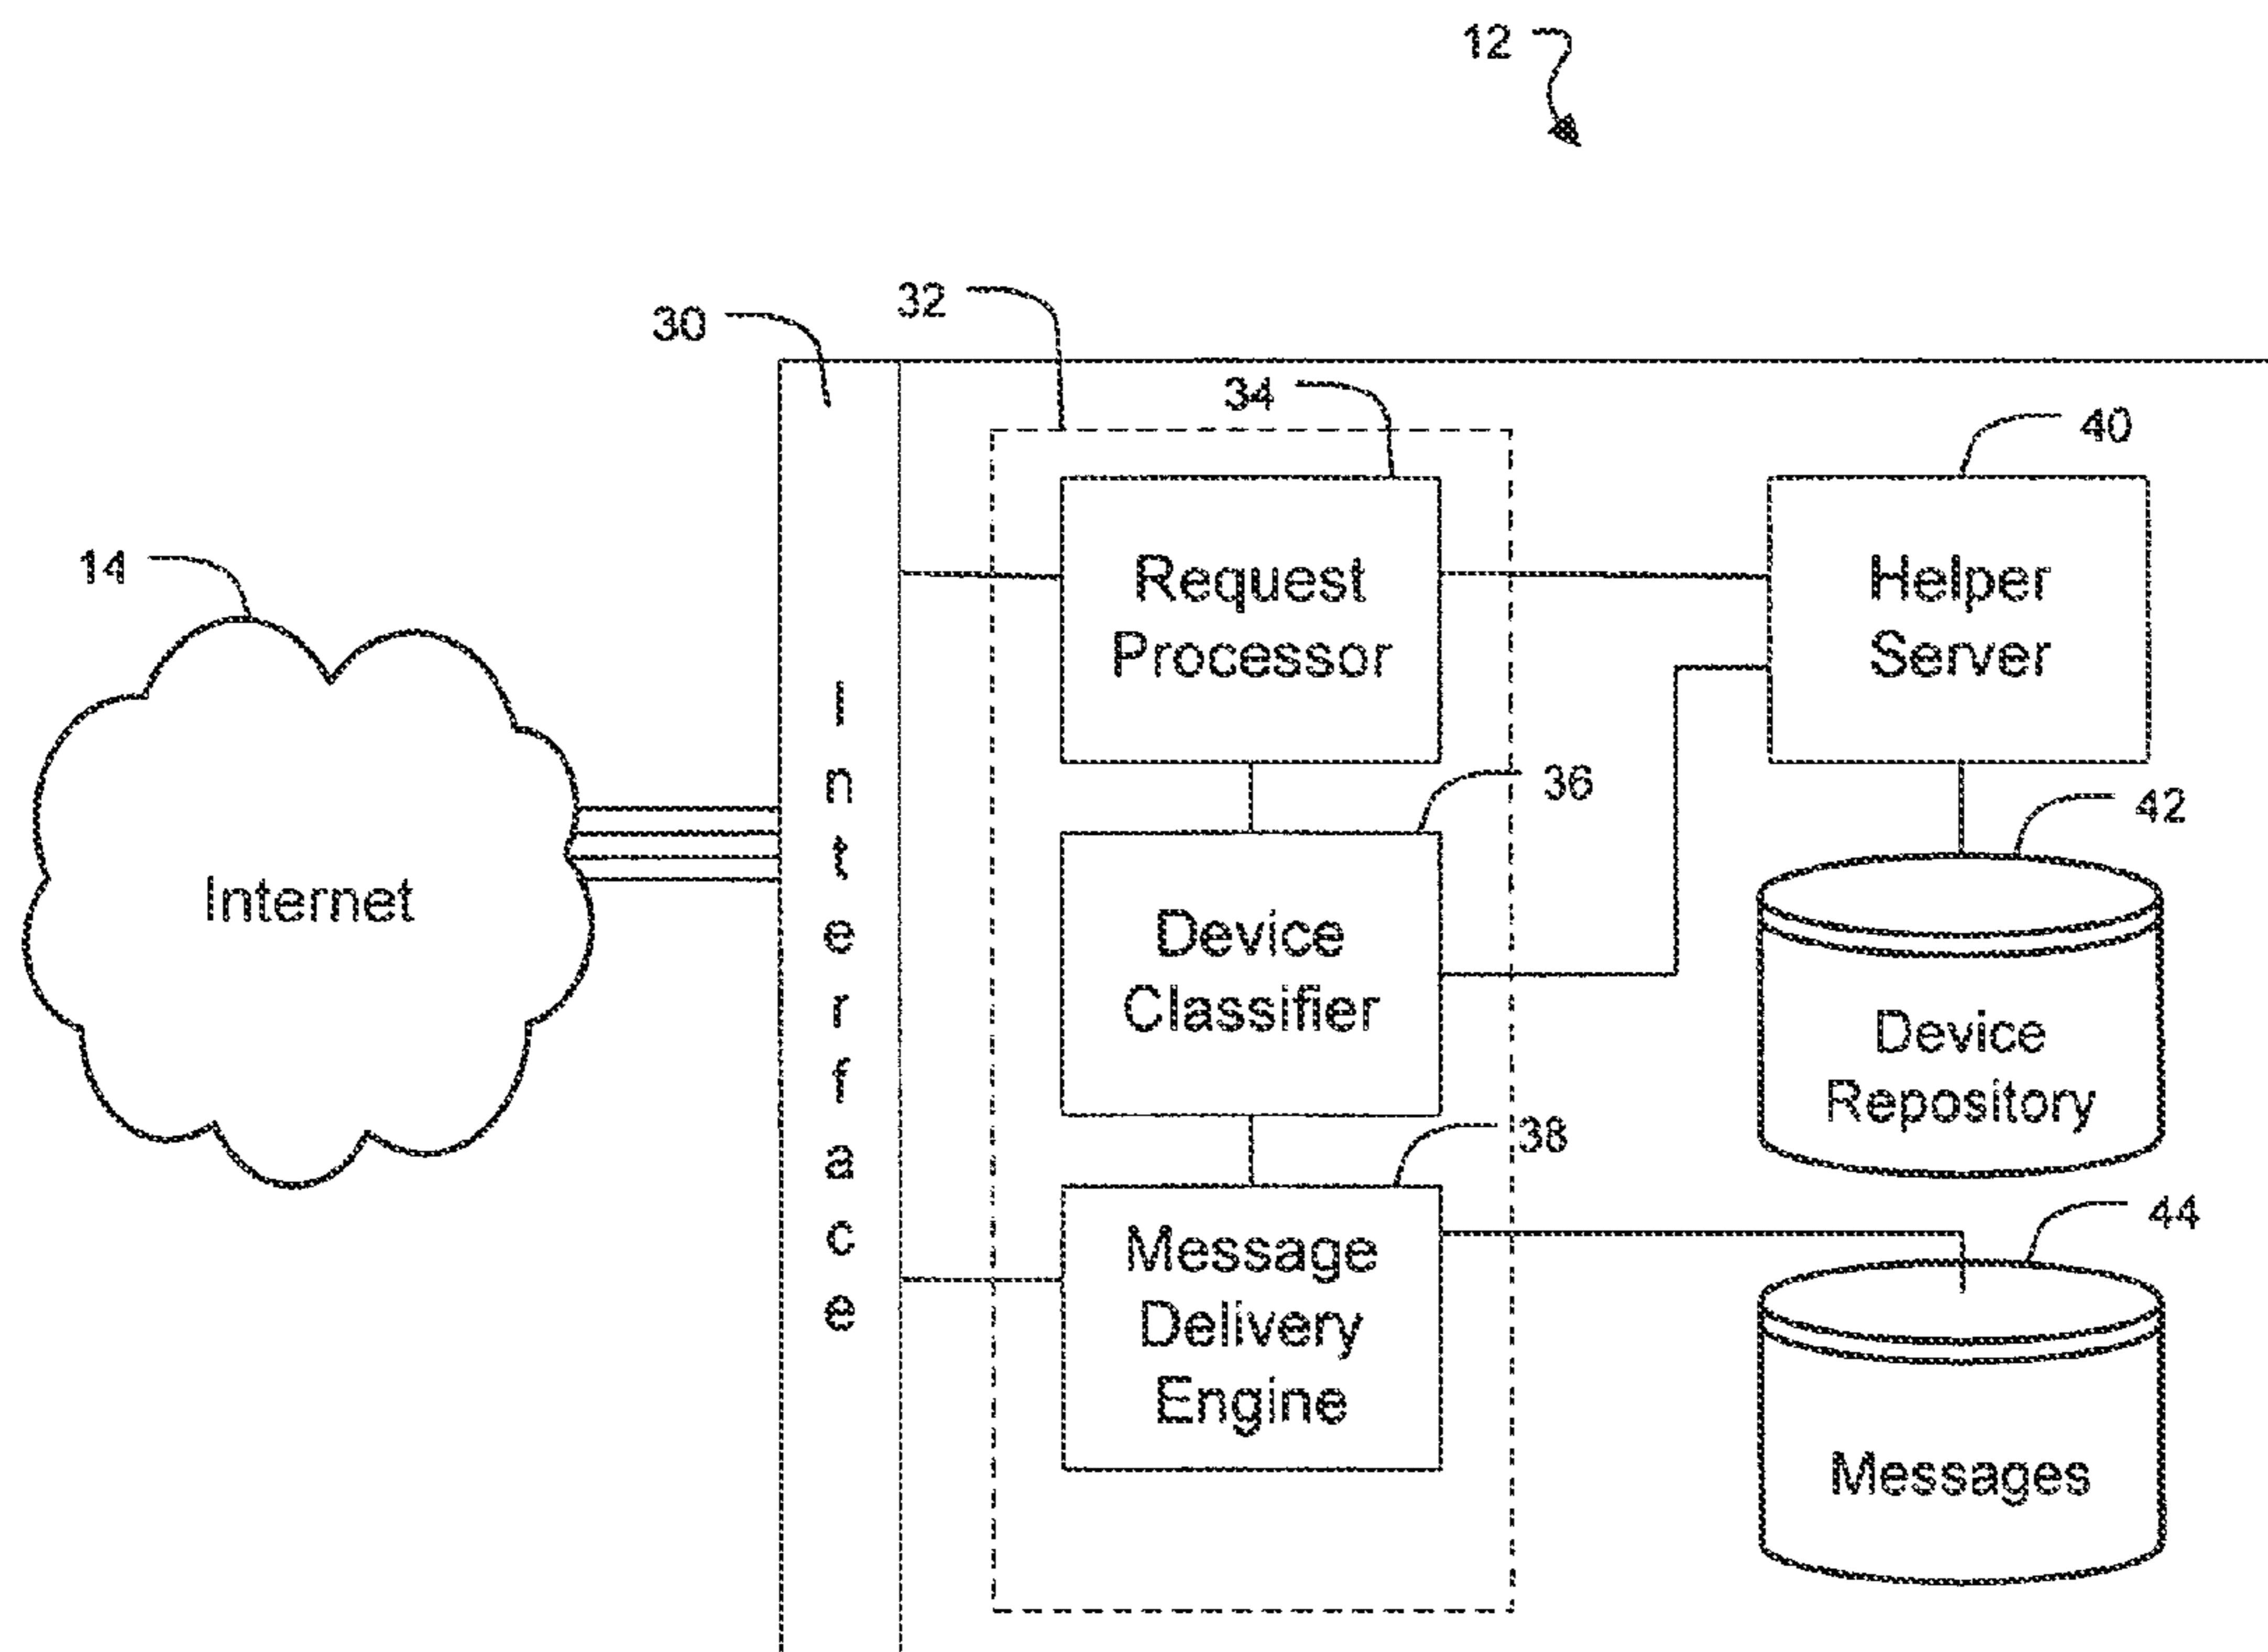 12
32
30
34
40
Request
Processor
Helper
Server
14
Interface
36
42
Internet
Device
Classifier
Device
Repository
38
44
Message
Delivery
Engine
Messages